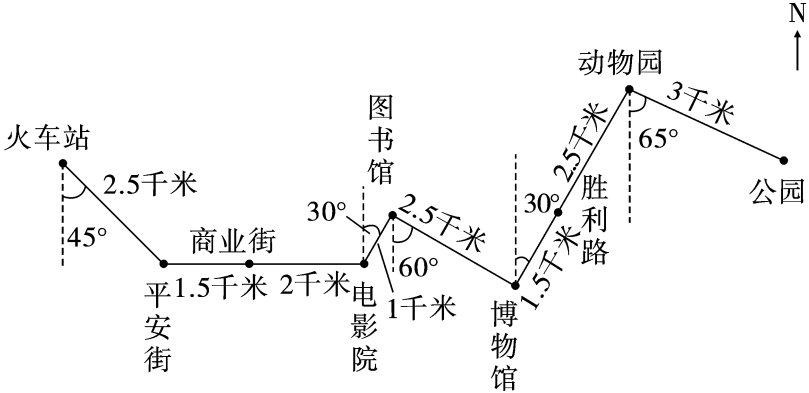 N
动物园
3千米
65°
公园
图书馆
火车站
2.5千米
45°
商业街
1.5千米
2千米
平安街
30°
电影院
1千米
60°
2.5千米
博物馆
30°
1.5千米
胜利路
2.5千米